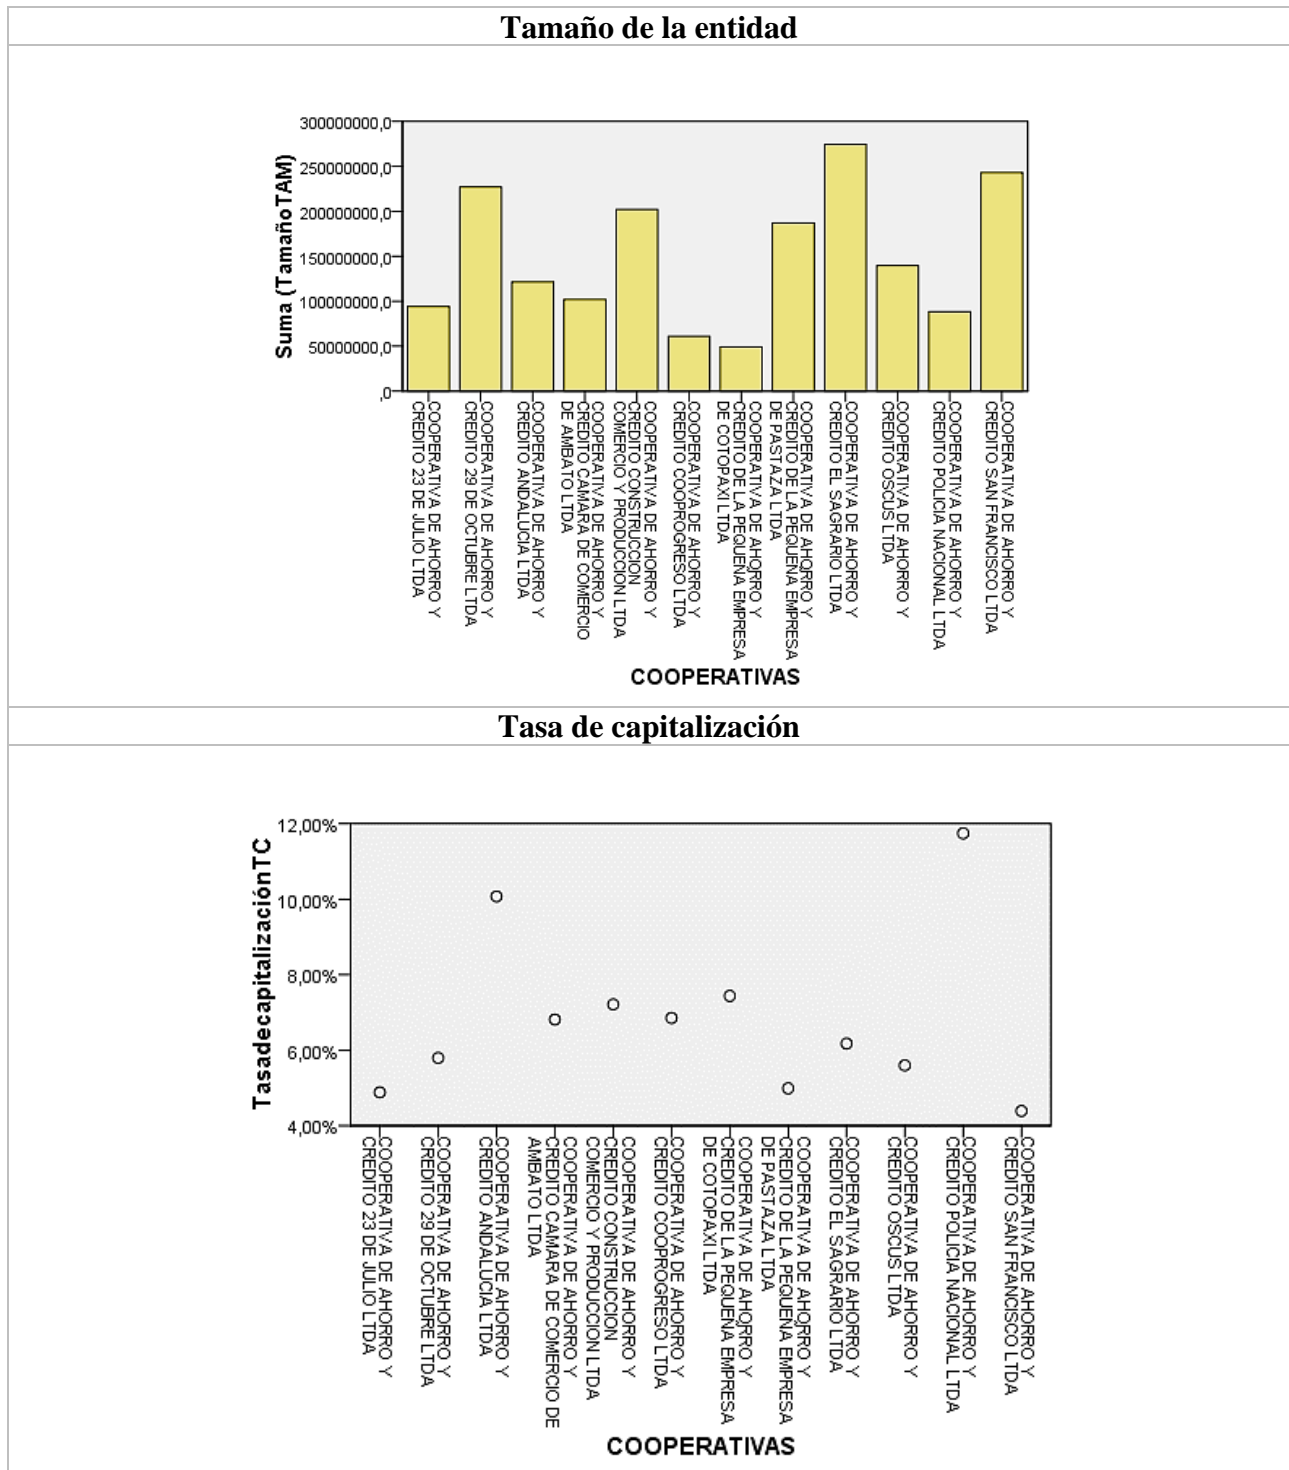 Tamaño de la entidad
300000000,0
250000000,0
200000000,0
150000000,0
100000000,0
50000000,0
,0
Suma (TamañoTAM)
COOPERATIVA DE AHORRO Y
CREDITO 23 DE JULIO LTDA
COOPERATIVA DE AHORRO Y
CREDITO 29 DE OCTUBRE LTDA
COOPERATIVA DE AHORRO Y
CREDITO ANDALUCIA LTDA
COOPERATIVA DE AHORRO Y
CREDITO CAMARA DE COMERCIO
DE AMBATO LTDA
COOPERATIVA DE AHORRO Y
CREDITO CONSTRUCCION
COMERCIO Y PRODUCCION LTDA
COOPERATIVA DE AHORRO Y
CREDITO COOPROGRESO LTDA
COOPERATIVA DE AHORRO Y
CREDITO DE LA PEQUEÑA EMPRESA
DE COTOPAXI LTDA
COOPERATIVA DE AHORRO Y
CREDITO DE LA PEQUEÑA EMPRESA
DE PASTAZA LTDA
COOPERATIVA DE AHORRO Y
CREDITO EL SAGRARIO LTDA
COOPERATIVA DE AHORRO Y
CREDITO OSCUS LTDA
COOPERATIVA DE AHORRO Y
CREDITO POLICIA NACIONAL LTDA
COOPERATIVA DE AHORRO Y
CREDITO SAN FRANCISCO LTDA
COOPERATIVAS
Tasa de capitalización
12,00%
10,00%
8,00%
6,00%
4,00%
TasadecapitalizaciónTC
COOPERATIVA DE AHORRO Y
CREDITO 23 DE JULIO LTDA
COOPERATIVA DE AHORRO Y
CREDITO 29 DE OCTUBRE LTDA
COOPERATIVA DE AHORRO Y
CREDITO ANDALUCIA LTDA
COOPERATIVA DE AHORRO Y
CREDITO CAMARA DE COMERCIO DE
AMBATO LTDA
COOPERATIVA DE AHORRO Y
CREDITO CONSTRUCCION
COMERCIO Y PRODUCCION LTDA
COOPERATIVA DE AHORRO Y
CREDITO COOPROGRESO LTDA
COOPERATIVA DE AHORRO Y
CREDITO DE LA PEQUEÑA EMPRESA
DE COTOPAXI LTDA
COOPERATIVA DE AHORRO Y
CREDITO DE LA PEQUEÑA EMPRESA
DE PASTAZA LTDA
COOPERATIVA DE AHORRO Y
CREDITO EL SAGRARIO LTDA
COOPERATIVA DE AHORRO Y
CREDITO OSCUS LTDA
COOPERATIVA DE AHORRO Y
CREDITO POLICIA NACIONAL LTDA
COOPERATIVA DE AHORRO Y
CREDITO SAN FRANCISCO LTDA
COOPERATIVAS